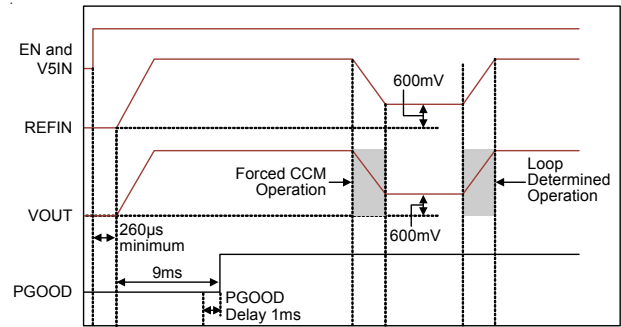 EN and
V5IN
600mV
REFIN
Forced CCM
Operation
Loop
Determined
Operation
VOUT
260µs
minimum
600mV
9ms
PGOOD
PGOOD
Delay 1ms